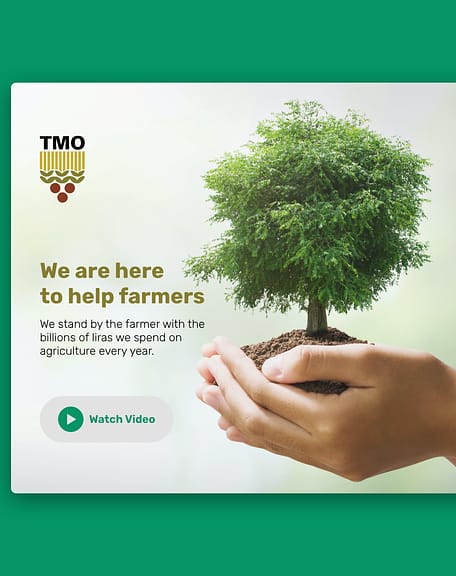 TMO
We are here
to help farmers
We stand by the farmer with the
billions of liras we spend on
agriculture every year.
Watch Video